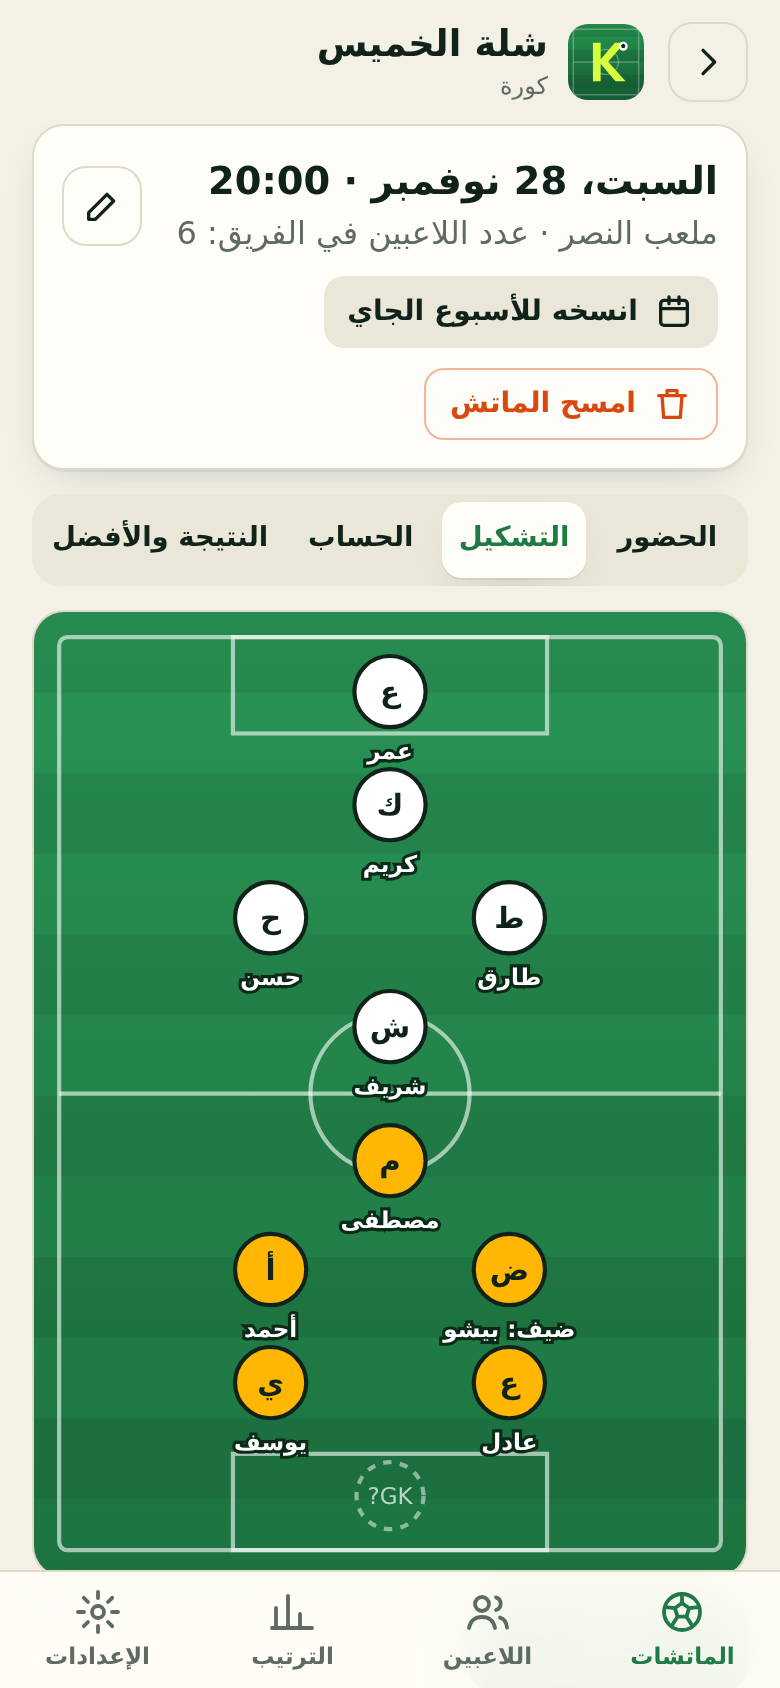 شلة الخميس
كورة
السبت، 28 نوفمبر · 20:00
ملعب النصر · عدد اللاعبين في الفريق: 6
انسخه للأسبوع الجاي
امسح الماتش
الحضور التشكيل الحساب النتيجة والأفضل
ع
عمر
ك
كريم
ط ح
طارق حسن
ش
شريف
م
مصطفى
ض أ
ضيف: بيشو أحمد
ع ي
عادل يوسف
?GK
الماتشات اللاعبين الترتيب الإعدادات